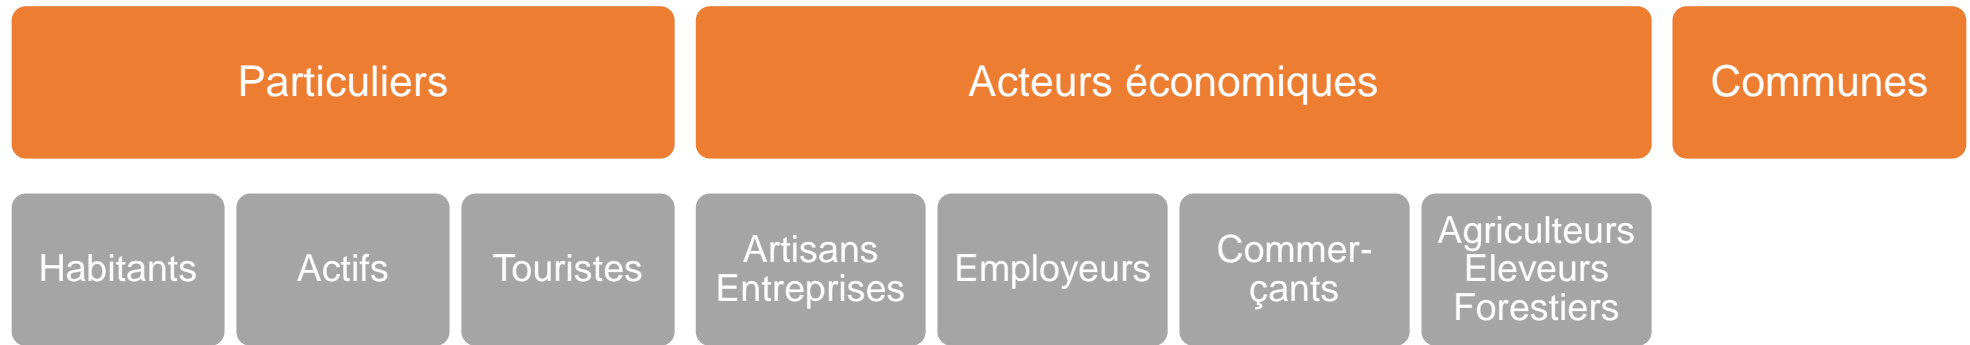 Particuliers
Acteurs économiques
Communes
Habitants
Actifs
Touristes
Artisans
Entreprises
Employeurs
Commer-
çants
Agriculteurs
Eleveurs
Forestiers